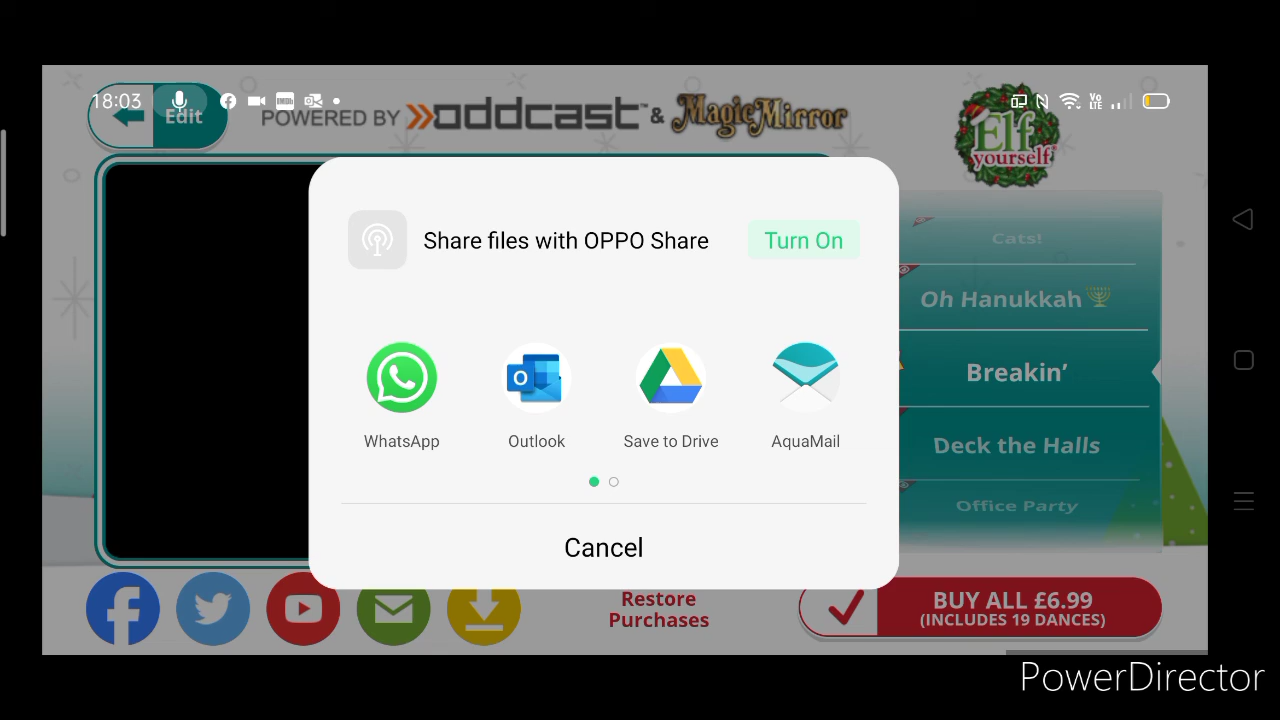 18:03
Edit
POWERED BY oddcast & MagicMirror
Elf
yourself
Share files with OPPO Share
Turn On
WhatsApp
Outlook
Save to Drive
AquaMail
Cancel
Cats!
Oh Hanukkah
Breakin’
Deck the Halls
Office Party
Restore
Purchases
BUY ALL £6.99
(INCLUDES 19 DANCES)
PowerDirector